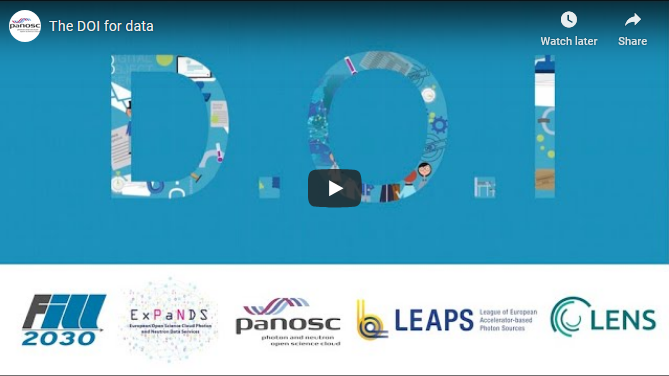 panosc
The DOI for data
Watch later
Share
D.O.I
Fill
2030
ExPaNDS
European Open Science Cloud Photon
and Neutron Data Services
panosc
photon and neutron
open science cloud
LEAPS
League of European
Accelerator-based
Photon Sources
LENS